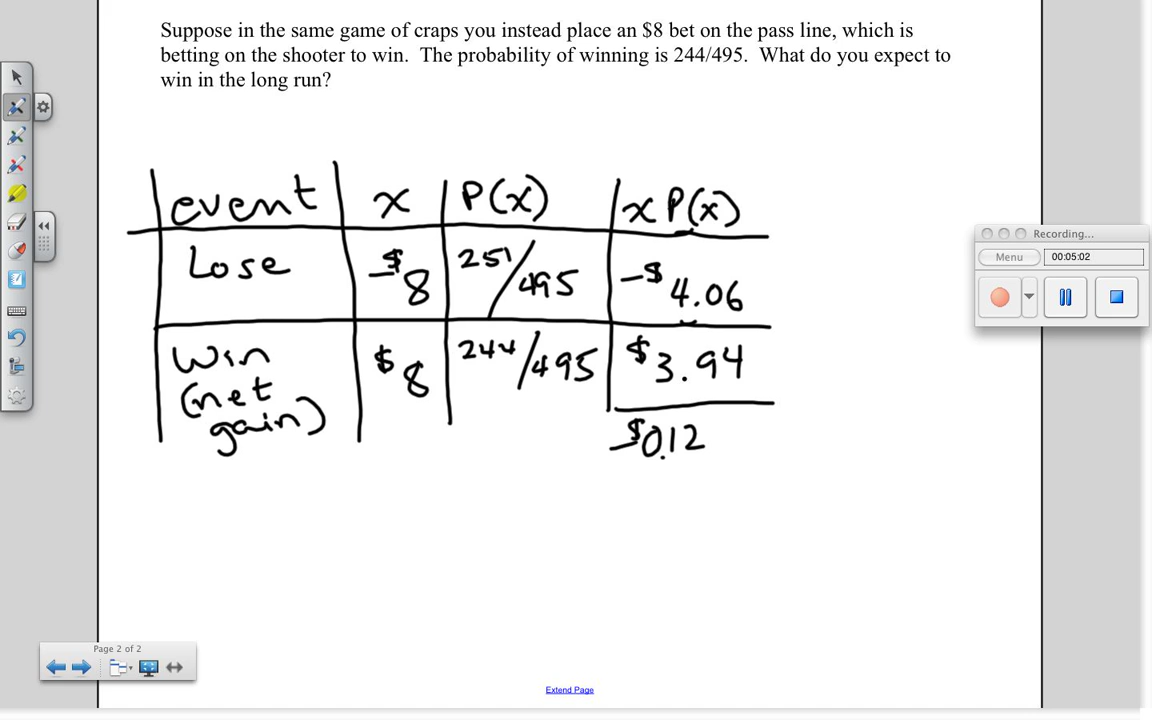 Suppose in the same game of craps you instead place an $8 bet on the pass line, which is
betting on the shooter to win.  The probability of winning is 244/495.  What do you expect to
win in the long run?
event x P(x) x P(x)
Lose -$8 251/495 -$4.06
Win $8 244/495 $3.94
(net
gain)
-$0.12
Recording...
Menu 00:05:02
Page 2 of 2
Extend Page